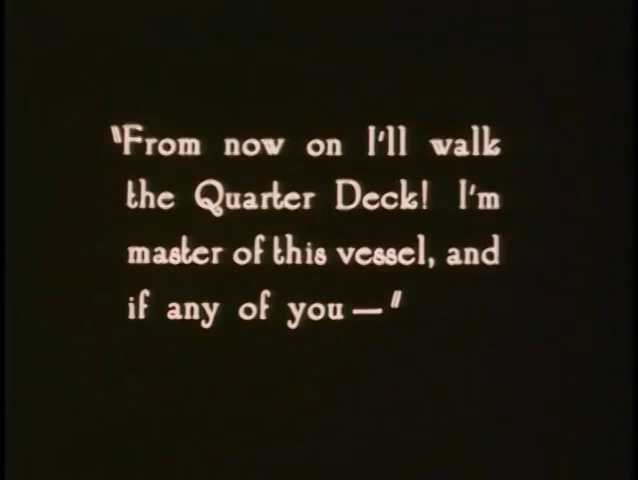 "From now on I'll walk
the Quarter Deck! I'm
master of this vessel, and
if any of you—"